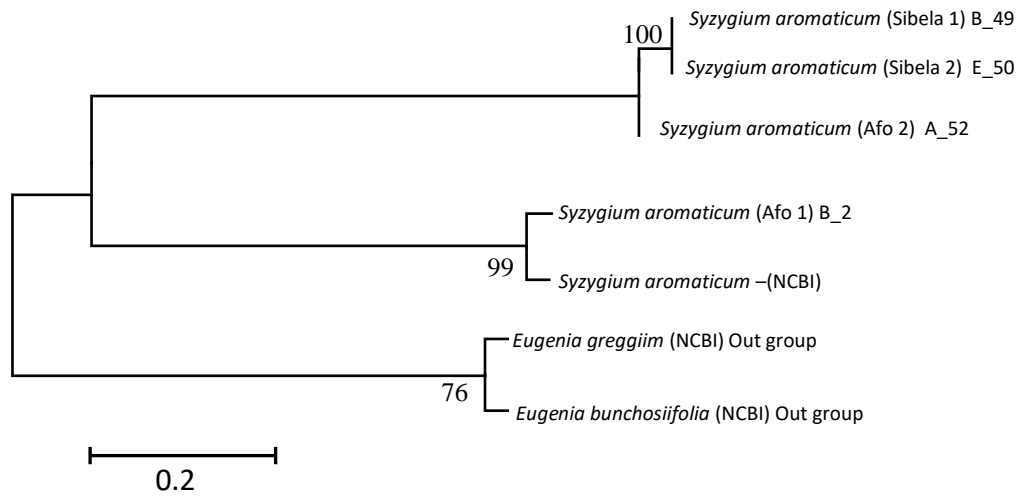 Syzygium aromaticum (Sibela 1) B_49
100
Syzygium aromaticum (Sibela 2) E_50
Syzygium aromaticum (Afo 2) A_52
Syzygium aromaticum (Afo 1) B_2
99
Syzygium aromaticum –(NCBI)
Eugenia greggiim (NCBI) Out group
76
Eugenia bunchosiifolia (NCBI) Out group
0.2